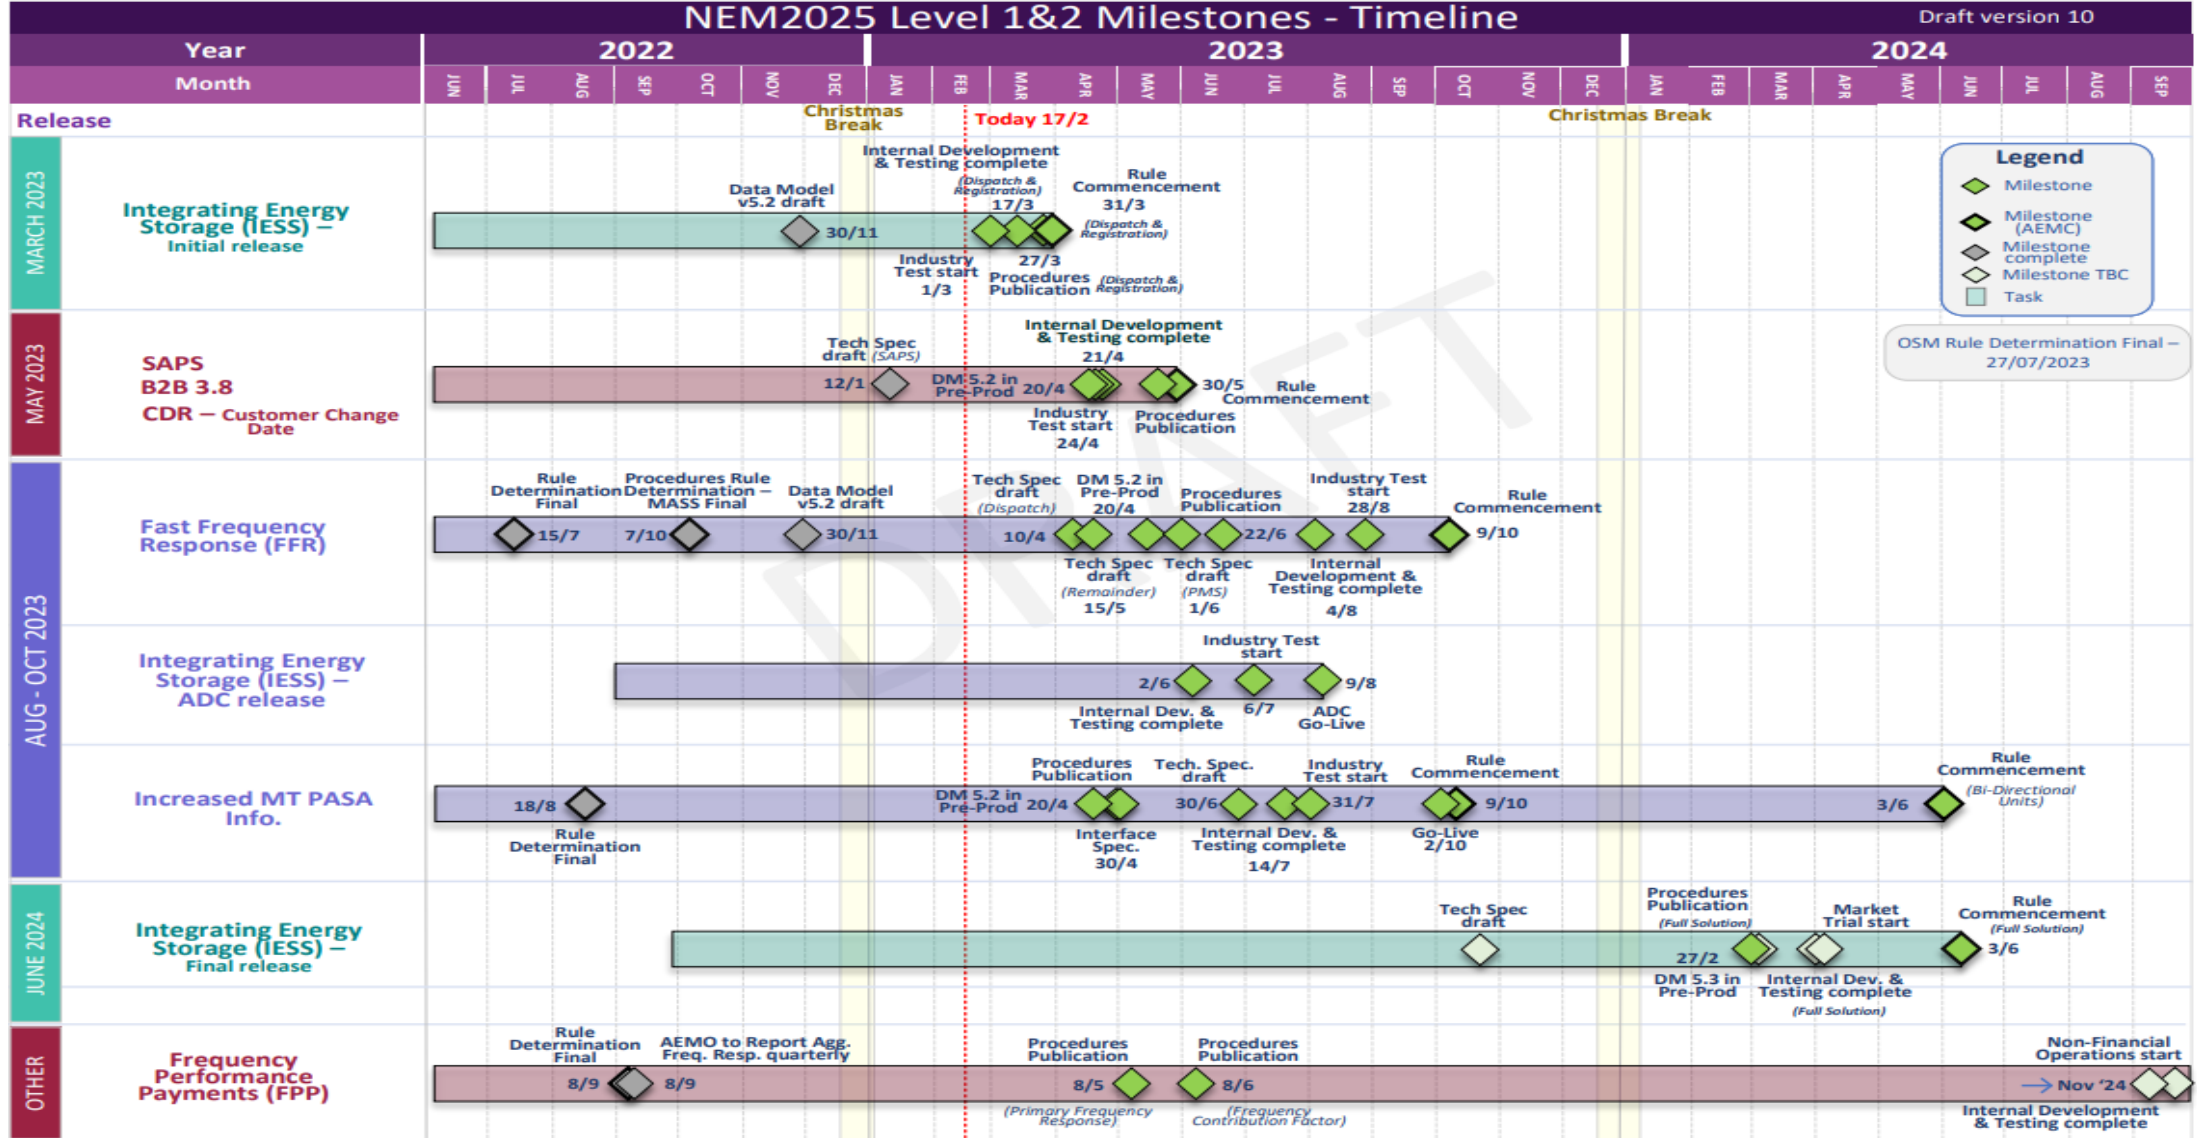 NEM2025 Level 1&2 Milestones - Timeline
Draft version 10
Year
2022
2023
2024
Month
JUN
JUL
AUG
SEP
OCT
NOV
DEC
JAN
FEB
MAR
APR
MAY
JUN
JUL
AUG
SEP
OCT
NOV
DEC
JAN
FEB
MAR
APR
MAY
JUN
JUL
AUG
SEP
Release
Christmas
Break
Today 17/2
Christmas Break
DRAFT
Legend
Milestone
Milestone
(AEMC)
Milestone
complete
Milestone TBC
Task
OSM Rule Determination Final –
27/07/2023
MARCH 2023
Integrating Energy
Storage (IESS) –
Initial release
Data Model
v5.2 draft
30/11
Internal Development
& Testing complete
(Dispatch &
Registration)
17/3
Rule
Commencement
31/3
(Dispatch &
Registration)
Industry
Test start
1/3
27/3
Procedures
Publication
(Dispatch &
Registration)
MAY 2023
SAPS
B2B 3.8
CDR – Customer Change
Date
Tech Spec
draft (SAPS)
12/1
Internal Development
& Testing complete
21/4
DM 5.2 in
Pre-Prod
20/4
30/5
Rule
Commencement
Industry
Test start
24/4
Procedures
Publication
AUG - OCT 2023
Fast Frequency
Response (FFR)
Rule
Determination
Final
15/7
Procedures Rule
Determination –
MASS Final
7/10
Data Model
v5.2 draft
30/11
Tech Spec
draft
(Dispatch)
10/4
DM 5.2 in
Pre-Prod
20/4
Procedures
Publication
22/6
Industry Test
start
28/8
Rule
Commencement
9/10
Tech Spec
draft
(Remainder)
15/5
Tech Spec
draft
(PMS)
1/6
Internal
Development &
Testing complete
4/8
Integrating Energy
Storage (IESS) –
ADC release
Industry Test
start
2/6
9/8
Internal Dev. &
Testing complete
6/7
ADC
Go-Live
Increased MT PASA
Info.
18/8
Rule
Determination
Final
Procedures
Publication
DM 5.2 in
Pre-Prod
20/4
Interface
Spec.
30/4
Tech. Spec.
draft
30/6
Internal Dev. &
Testing complete
14/7
Industry
Test start
31/7
Rule
Commencement
9/10
Go-Live
2/10
3/6
Rule
Commencement
(Bi-Directional
Units)
JUNE 2024
Integrating Energy
Storage (IESS) –
Final release
Tech Spec
draft
Procedures
Publication
(Full Solution)
27/2
DM 5.3 in
Pre-Prod
Market
Trial start
Internal Dev. &
Testing complete
(Full Solution)
Rule
Commencement
(Full Solution)
3/6
OTHER
Frequency
Performance
Payments (FPP)
Rule
Determination
Final
8/9
AEMO to Report Agg.
Freq. Resp. quarterly
8/9
Procedures
Publication
8/5
(Primary Frequency
Response)
Procedures
Publication
8/6
(Frequency
Contribution Factor)
Non-Financial
Operations start
→ Nov ‘24
Internal Development
& Testing complete